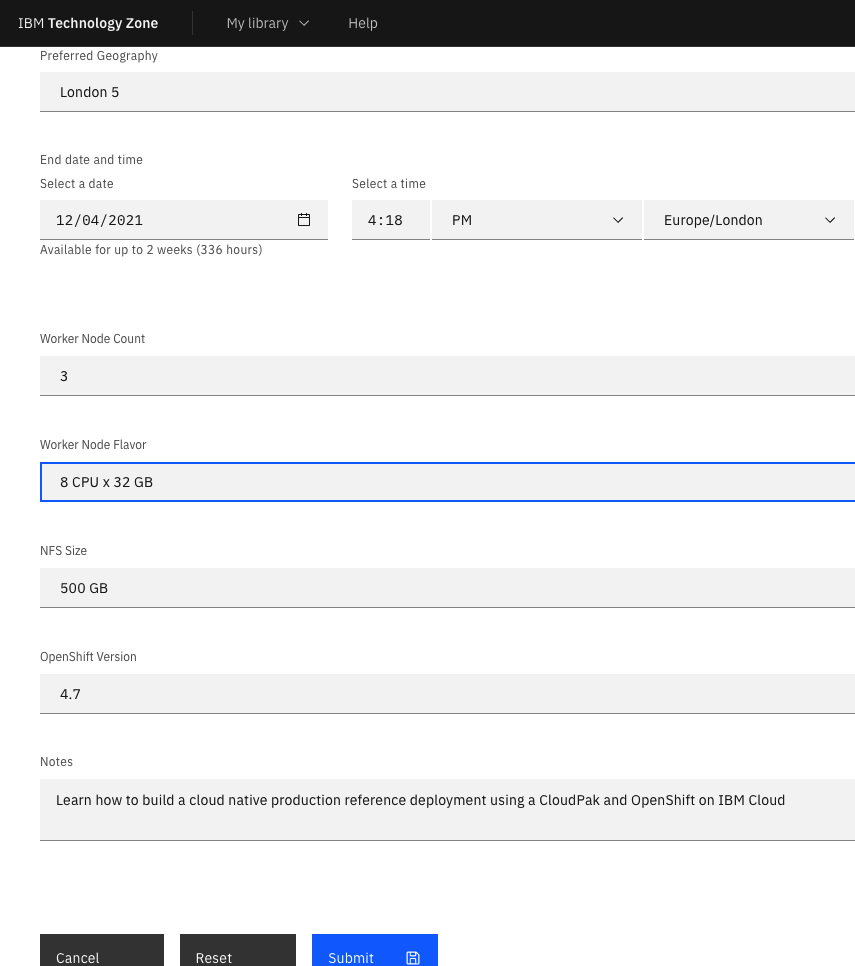 IBM Technology Zone My library Help
Preferred Geography
London 5
End date and time
Select a date Select a time
12/04/2021 4:18 PM Europe/London
Available for up to 2 weeks (336 hours)
Worker Node Count
3
Worker Node Flavor
8 CPU x 32 GB
NFS Size
500 GB
OpenShift Version
4.7
Notes
Learn how to build a cloud native production reference deployment using a CloudPak and OpenShift on IBM Cloud
Cancel Reset Submit